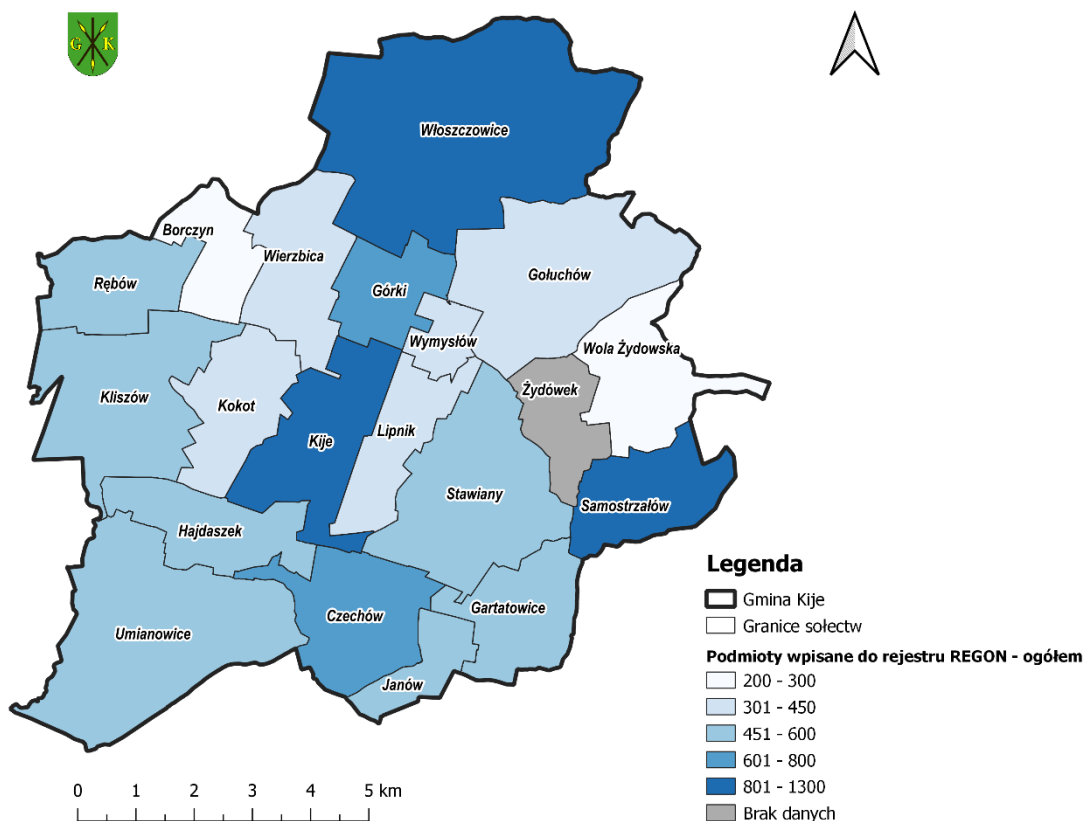 G K
Włoszczowice
Borczyn
Wierzbica
Rębów
Górki
Gołuchów
Wymysłów
Wola Żydowska
Kliszów
Kokot
Żydówek
Kije
Lipnik
Stawiany
Samostrzałów
Hajdaszek
Gartatowice
Czechów
Umianowice
Janów
Legenda
Gmina Kije
Granice sołectw
Podmioty wpisane do rejestru REGON - ogółem
200 - 300
301 - 450
451 - 600
601 - 800
801 - 1300
Brak danych
0 1 2 3 4 5 km